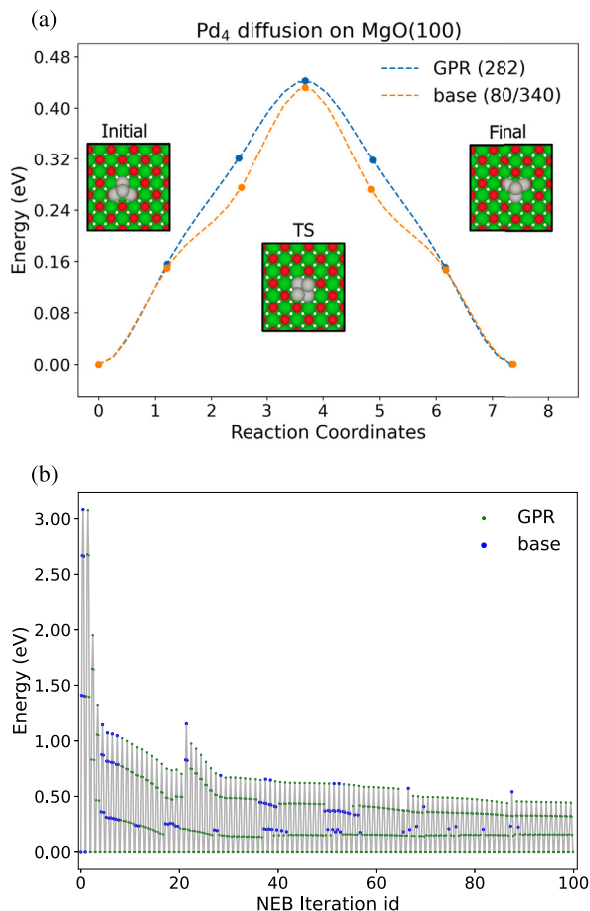 (a)
Pd₄ diffusion on MgO(100)
GPR (282)
base (80/340)
Initial
Final
TS
Energy (eV)
0.48
0.40
0.32
0.24
0.16
0.08
0.00
0 1 2 3 4 5 6 7 8
Reaction Coordinates
(b)
GPR
base
Energy (eV)
3.00
2.50
2.00
1.50
1.00
0.50
0.00
0 20 40 60 80 100
NEB Iteration id